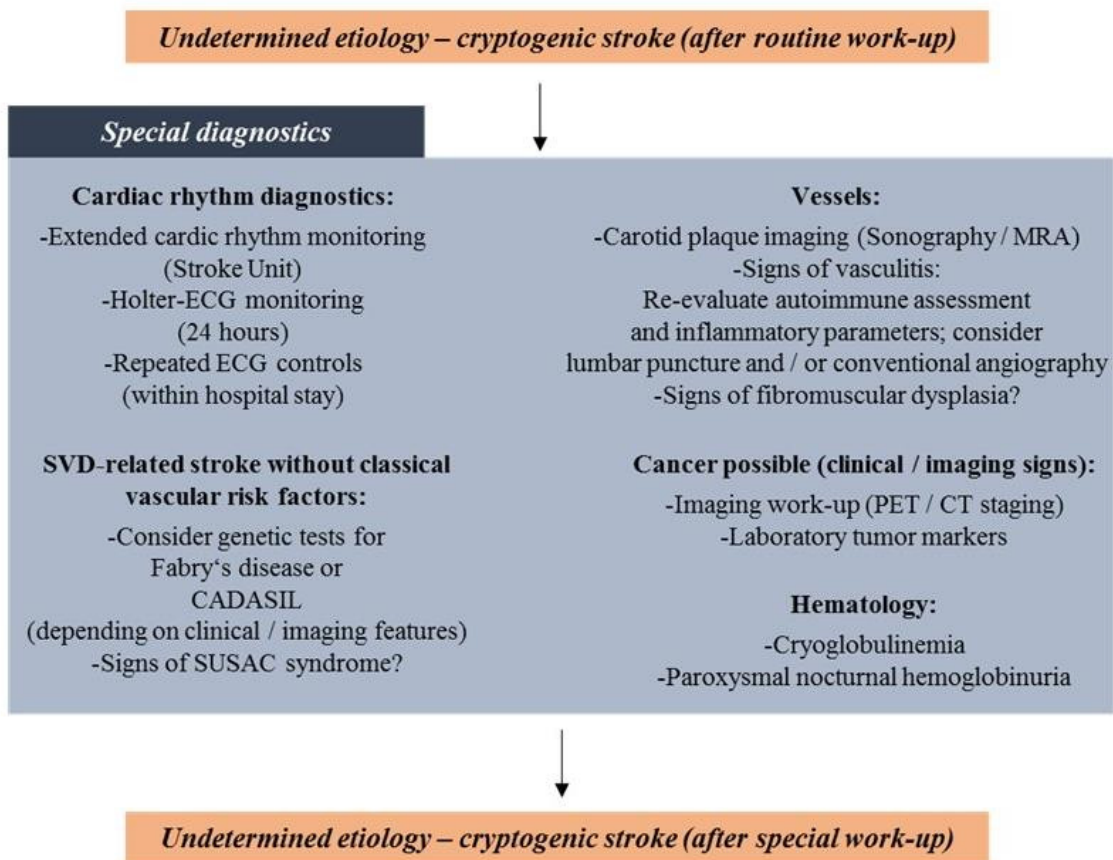 Undetermined etiology – cryptogenic stroke (after routine work-up)
Special diagnostics
Cardiac rhythm diagnostics:
-Extended cardic rhythm monitoring
(Stroke Unit)
-Holter-ECG monitoring
(24 hours)
-Repeated ECG controls
(within hospital stay)
SVD-related stroke without classical
vascular risk factors:
-Consider genetic tests for
Fabry‘s disease or
CADASIL
(depending on clinical / imaging features)
-Signs of SUSAC syndrome?
Vessels:
-Carotid plaque imaging (Sonography / MRA)
-Signs of vasculitis:
Re-evaluate autoimmune assessment
and inflammatory parameters; consider
lumbar puncture and / or conventional angiography
-Signs of fibromuscular dysplasia?
Cancer possible (clinical / imaging signs):
-Imaging work-up (PET / CT staging)
-Laboratory tumor markers
Hematology:
-Cryoglobulinemia
-Paroxysmal nocturnal hemoglobinuria
Undetermined etiology – cryptogenic stroke (after special work-up)